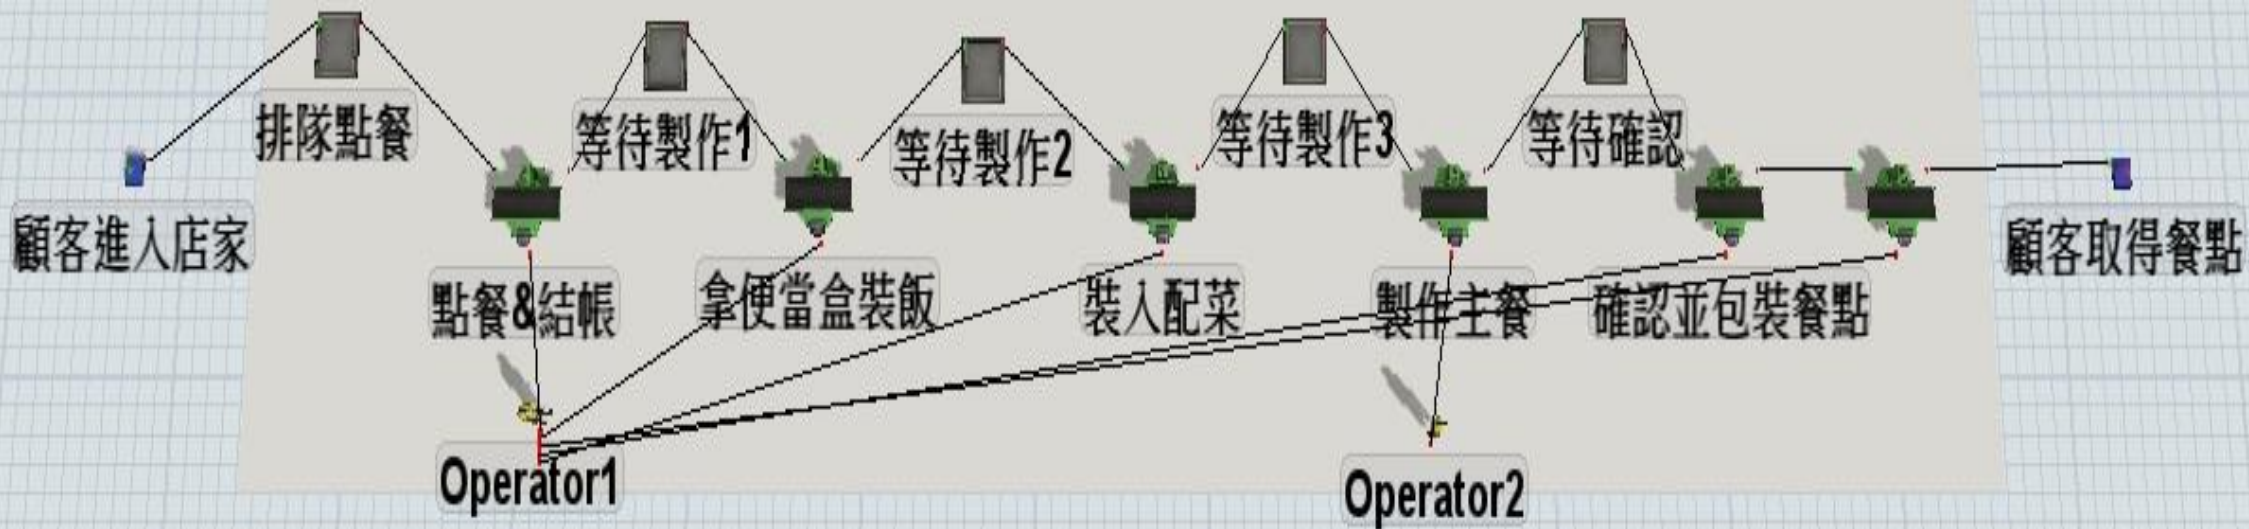 排隊點餐
等待製作1
等待製作2
等待製作3
等待確認
顧客進入店家
點餐&結帳
拿便當盒裝飯
裝入配菜
製作主餐
確認並包裝餐點
顧客取得餐點
Operator1
Operator2